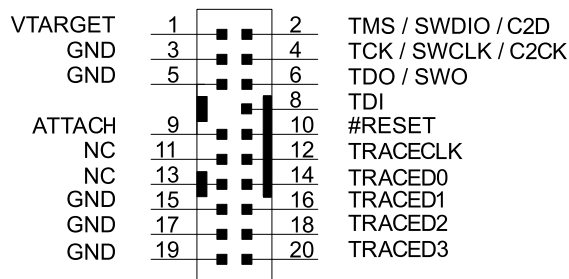 VTARGET 1 2 TMS / SWDIO / C2D
GND 3 4 TCK / SWCLK / C2CK
GND 5 6 TDO / SWO
8 TDI
ATTACH 9 10 #RESET
NC 11 12 TRACECLK
NC 13 14 TRACED0
GND 15 16 TRACED1
GND 17 18 TRACED2
GND 19 20 TRACED3